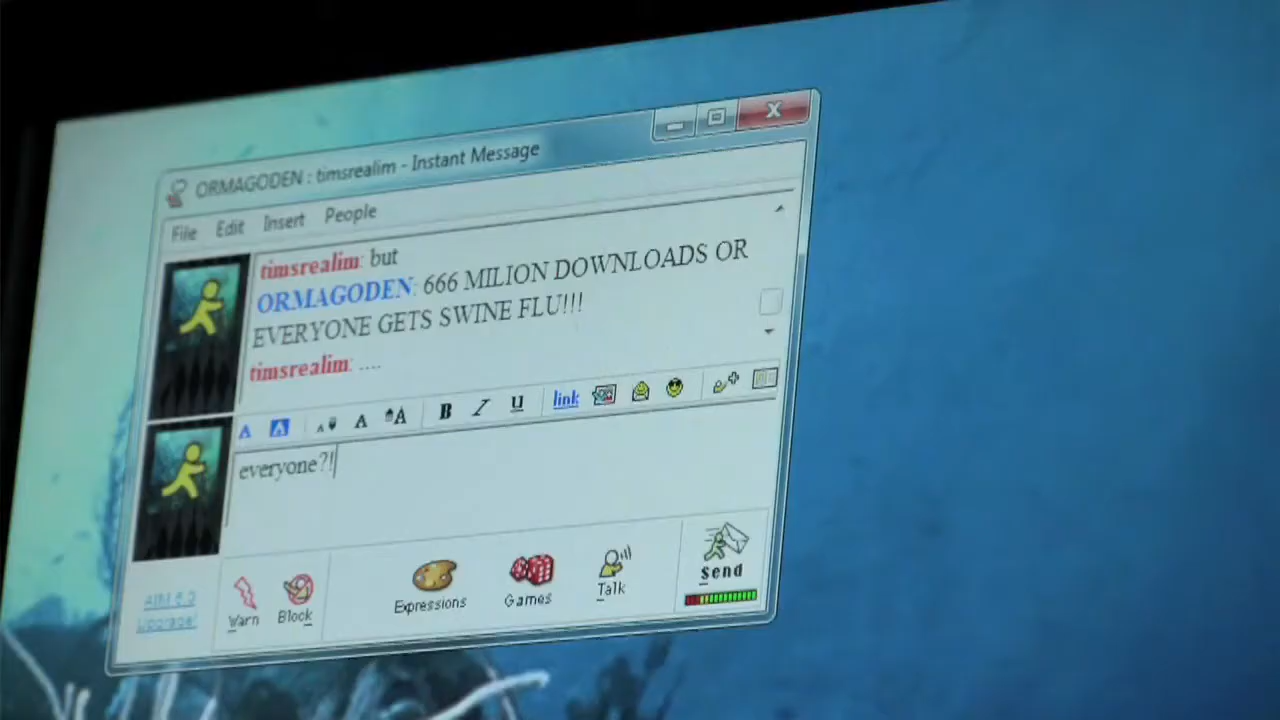 ORMAGODEN : timsrealim - Instant Message
File Edit Insert People
timsrealim: but
ORMAGODEN: 666 MILION DOWNLOADS OR
EVERYONE GETS SWINE FLU!!!
timsrealim: ....
A A A A A B I U link
everyone?!
Warn Block Expressions Games Talk Send
Upgrade!